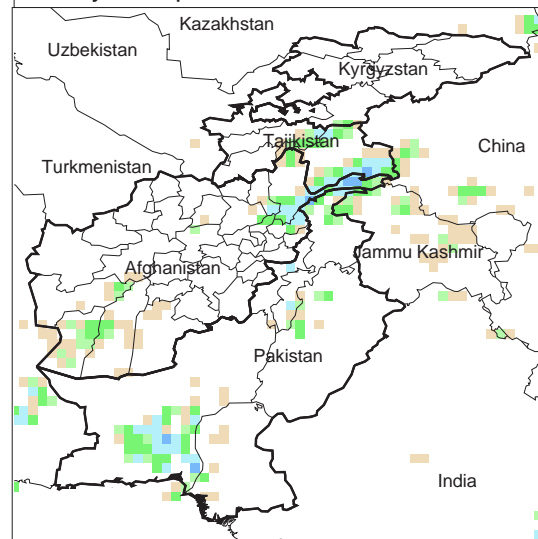 Kazakhstan
Uzbekistan
Kyrgyzstan
Tajikistan
China
Turkmenistan
Jammu Kashmir
Afghanistan
Pakistan
India